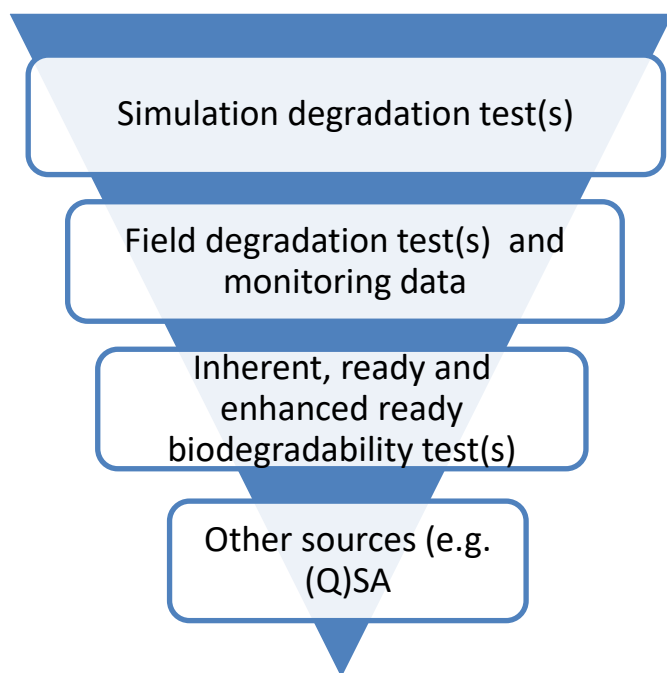 Simulation degradation test(s)
Field degradation test(s)  and
monitoring data
Inherent, ready and
enhanced ready
biodegradability test(s)
Other sources (e.g.
(Q)SA